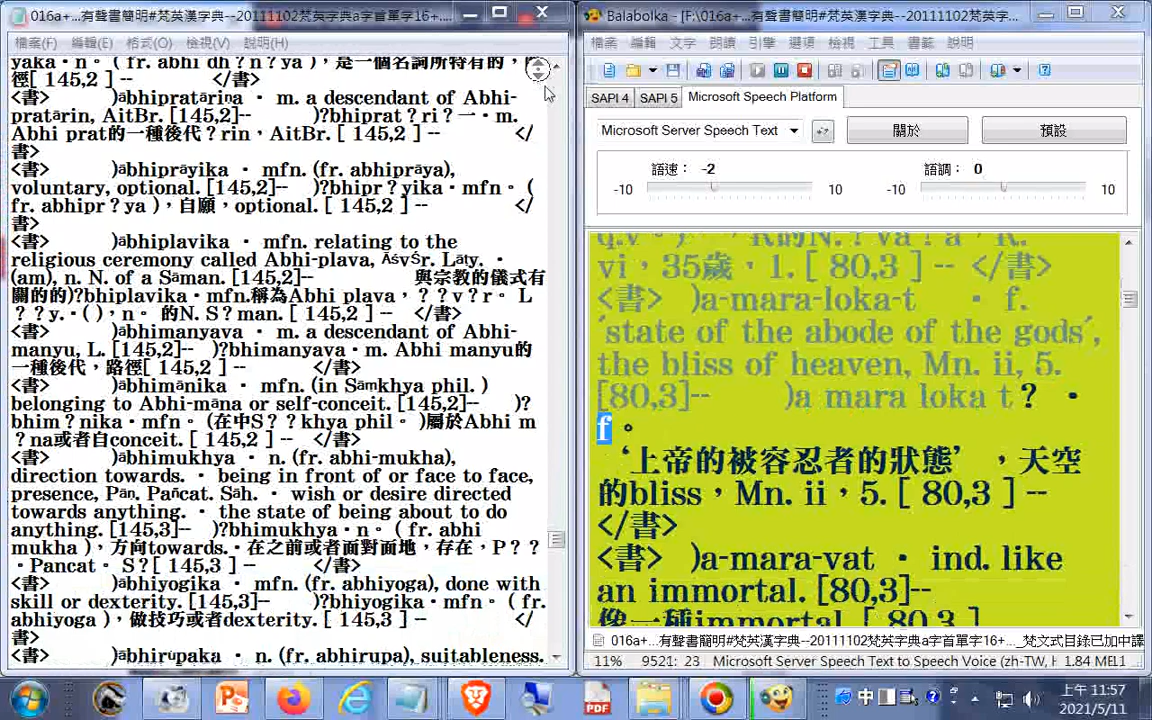 016a+...有聲書簡明#梵英漢字典--20111102梵英字典a字首單字16+...
檔案(F) 編輯(E) 格式(O) 檢視(V) 說明(H)
yaka‧n。( fr. abhi dh?n?ya )，是一個名詞所特有的，
徑[ 145,2 ] -- </書>
<書> )ābhipratāriṇa ‧ m. a descendant of Abhi-
pratārin, AitBr. [145,2]-- )?bhiprat?ri?一‧m.
Abhi prat的一種後代?rin，AitBr. [ 145,2 ] -- </
書>
<書> )ābhiprāyika ‧ mfn. (fr. abhiprāya),
voluntary, optional. [145,2]-- )?bhipr?yika‧mfn。(
fr. abhipr?ya )，自願，optional. [ 145,2 ] -- </
書>
<書> )ābhiplavika ‧ mfn. relating to the
religious ceremony called Abhi-plava, ĀśvŚr. Lāṭy. ‧
(am), n. N. of a Sāman. [145,2]-- 與宗教的儀式有
關的的)?bhiplavika‧mfn.稱為Abhi plava，??v?r。L
??y.‧( )，n。的N. S?man. [ 145,2 ] -- </書>
<書> )ābhimanyava ‧ m. a descendant of Abhi-
manyu, L. [145,2]-- )?bhimanyava‧m. Abhi manyu的
一種後代，路徑[ 145,2 ] -- </書>
<書> )ābhimānika ‧ mfn. (in Sāṃkhya phil. )
belonging to Abhi-māna or self-conceit. [145,2]-- )?
bhim?nika‧mfn。(在中S??khya phil。)屬於Abhi m
?na或者自conceit. [ 145,2 ] -- </書>
<書> )ābhimukhya ‧ n. (fr. abhi-mukha),
direction towards. ‧ being in front of or face to face,
presence, Pāṇ. Pañcat. Sāh. ‧ wish or desire directed
towards anything. ‧ the state of being about to do
anything. [145,3]-- )?bhimukhya‧n。( fr. abhi
mukha )，方向towards.‧在之前或者面對面地，存在，P??
‧Pancat. S?[ 145,3 ] -- </書>
<書> )ābhiyogika ‧ mfn. (fr. abhiyoga), done with
skill or dexterity. [145,3]-- )?bhiyogika‧mfn。( fr.
abhiyoga )，做技巧或者dexterity. [ 145,3 ] -- </
書>
<書> )ābhirupaka ‧ n. (fr. abhirupa), suitableness.
Balabolka - [F:\016a+...有聲書簡明#梵英漢字典--20111102梵英字...
檔案 編輯 文字 朗讀 引擎 選項 檢視 工具 書籤 說明
SAPI 4 SAPI 5 Microsoft Speech Platform
Microsoft Server Speech Text 關於 預設
語速： -2 語調： 0
-10 10 -10 10
vi，35歲，1. [ 80,3 ] -- </書>
<書> )a-mara-loka-t ‧ f.
'state of the abode of the gods',
the bliss of heaven, Mn. ii, 5.
[80,3]-- )a mara loka t? ‧
f。
‘上帝的被容忍者的狀態’，天空
的bliss，Mn. ii，5. [ 80,3 ] --
</書>
<書> )a-mara-vat ‧ ind. like
an immortal. [80,3]--
像一種immortal. [ 80,3 ]
016a+...有聲書簡明#梵英漢字典--20111102梵英字典a字首單字16+..._梵文式目錄已加中譯
11% 9521: 23 Microsoft Server Speech Text to Speech Voice (zh-TW, H 1.84 MB
PDF
中
上午 11:57
2021/5/11